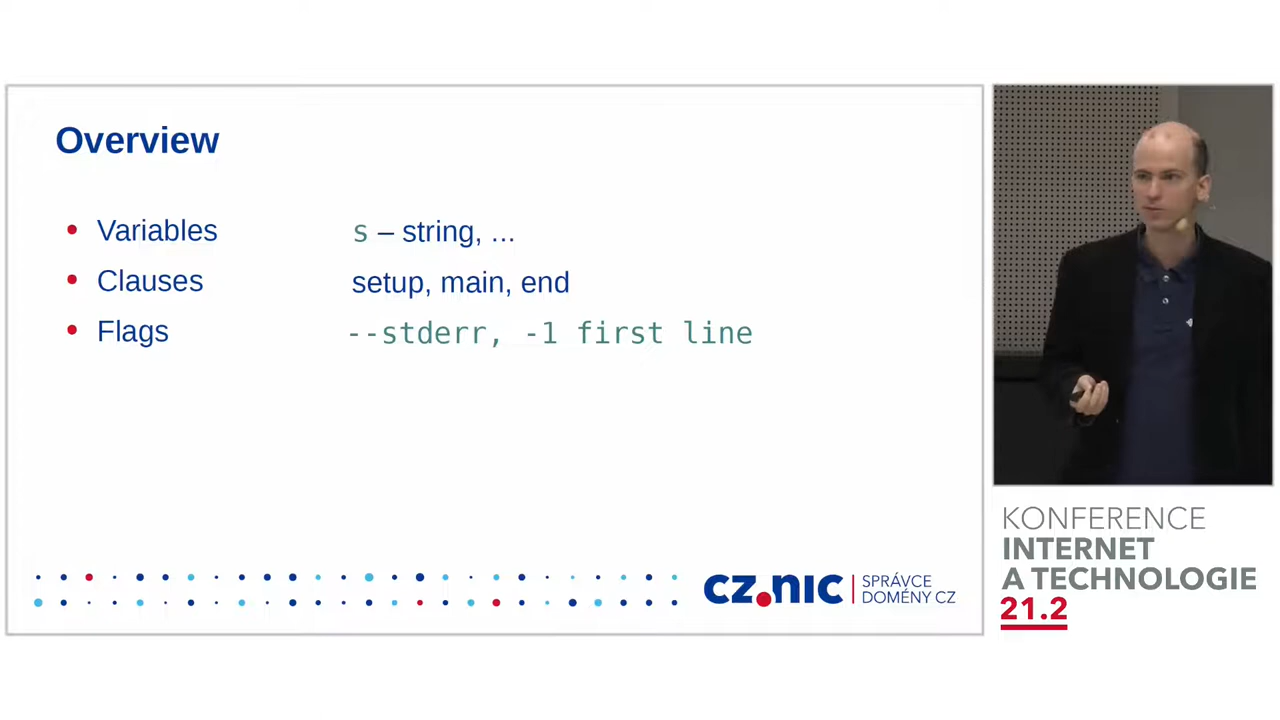 Overview
• Variables s – string, ...
• Clauses setup, main, end
• Flags --stderr, -1 first line
CZ.NIC SPRÁVCE
DOMÉNY CZ
KONFERENCE
INTERNET
A TECHNOLOGIE
21.2